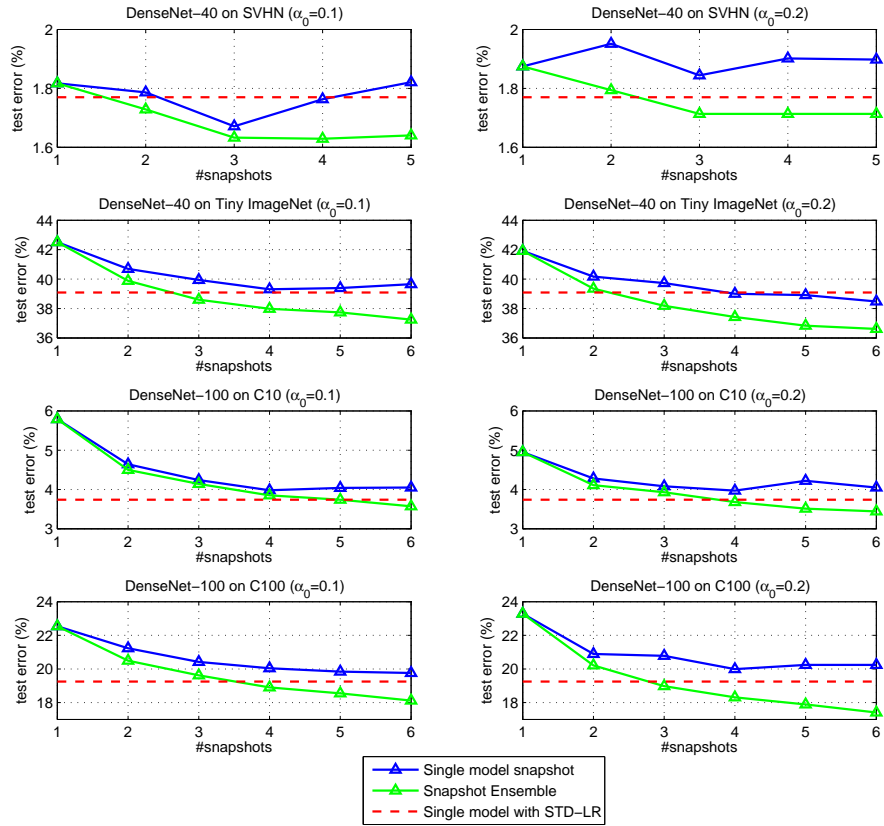 DenseNet−40 on SVHN (α0=0.1)
test error (%)
2
1.8
1.6
1 2 3 4 5
#snapshots
DenseNet−40 on SVHN (α0=0.2)
test error (%)
2
1.8
1.6
1 2 3 4 5
#snapshots
DenseNet−40 on Tiny ImageNet (α0=0.1)
test error (%)
44
42
40
38
36
1 2 3 4 5 6
#snapshots
DenseNet−40 on Tiny ImageNet (α0=0.2)
test error (%)
44
42
40
38
36
1 2 3 4 5 6
#snapshots
DenseNet−100 on C10 (α0=0.1)
test error (%)
6
5
4
3
1 2 3 4 5 6
#snapshots
DenseNet−100 on C10 (α0=0.2)
test error (%)
6
5
4
3
1 2 3 4 5 6
#snapshots
DenseNet−100 on C100 (α0=0.1)
test error (%)
24
22
20
18
1 2 3 4 5 6
#snapshots
DenseNet−100 on C100 (α0=0.2)
test error (%)
24
22
20
18
1 2 3 4 5 6
#snapshots
Single model snapshot
Snapshot Ensemble
Single model with STD−LR